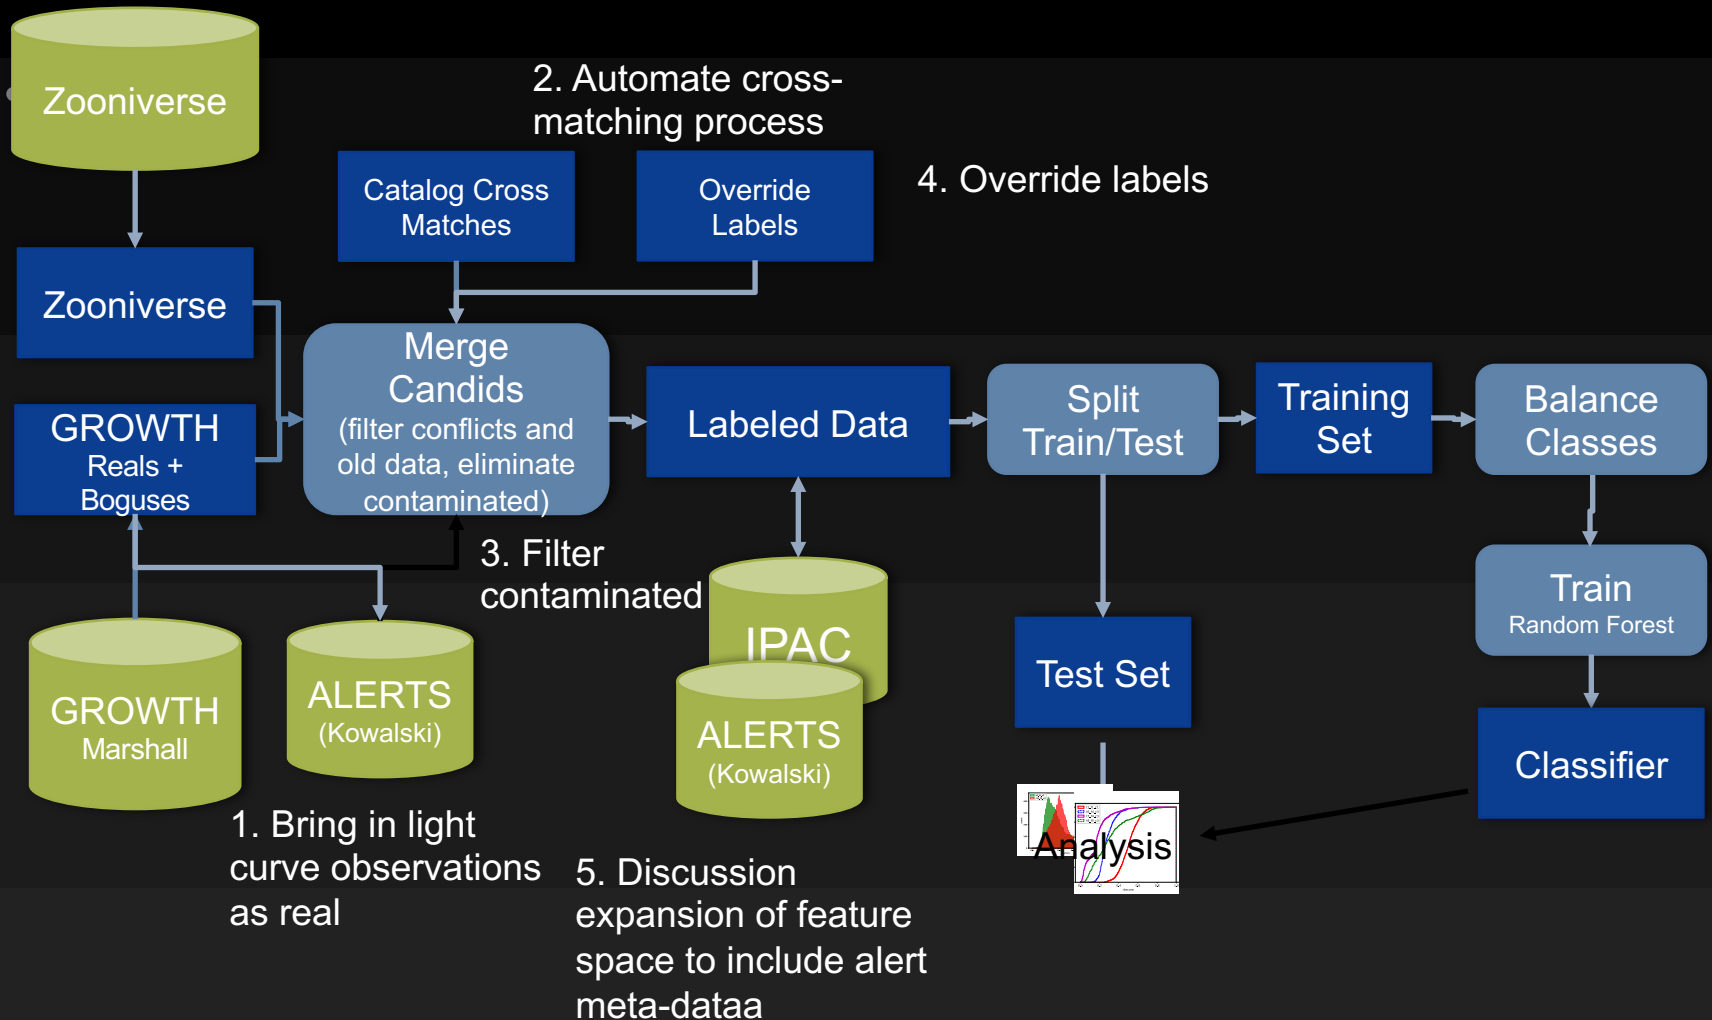 Zooniverse
2. Automate cross-
matching process
Catalog Cross
Matches
Override
Labels
4. Override labels
Zooniverse
GROWTH
Reals +
Boguses
Merge
Candids
(filter conflicts and
old data, eliminate
contaminated)
Labeled Data
Split
Train/Test
Training
Set
Balance
Classes
3. Filter
contaminated
Train
Random Forest
GROWTH
Marshall
ALERTS
(Kowalski)
IPAC
ALERTS
(Kowalski)
Test Set
Classifier
Analysis
1. Bring in light
curve observations
as real
5. Discussion
expansion of feature
space to include alert
meta-dataa